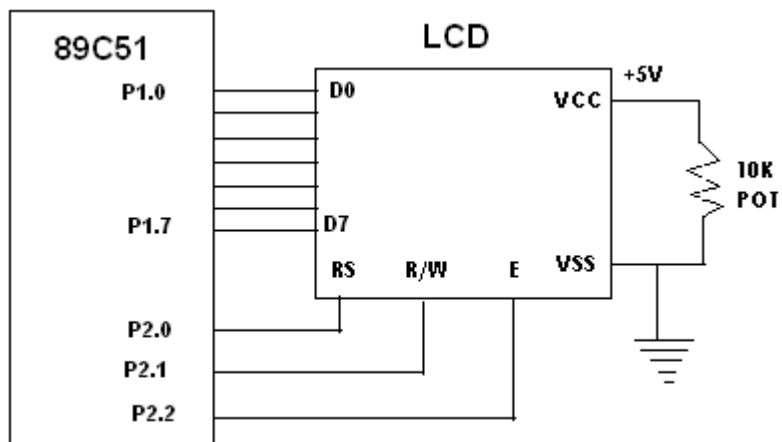 89C51
LCD
P1.0
D0
VCC
+5V
10K
POT
P1.7
D7
RS
R/W
E
VSS
P2.0
P2.1
P2.2